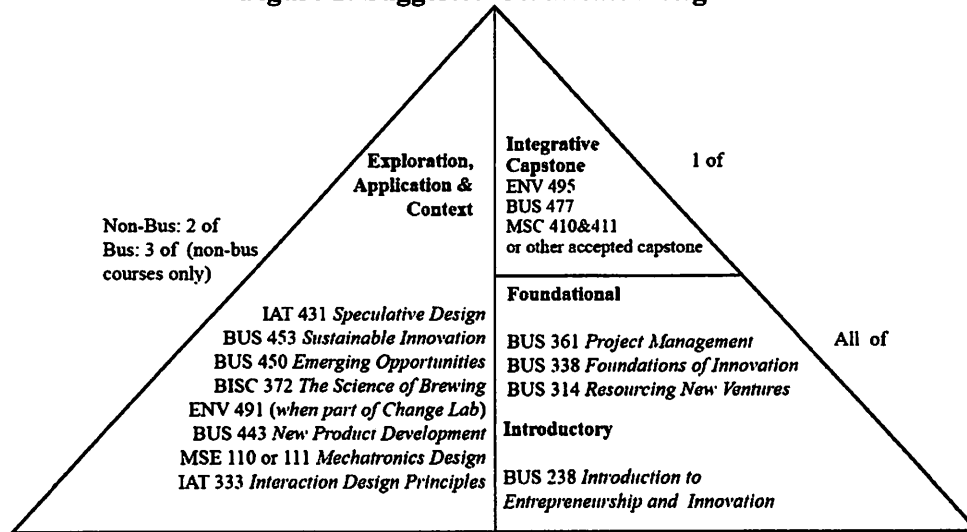 Exploration,
Application &
Context
Non-Bus: 2 of
Bus: 3 of (non-bus
courses only)
IAT 431 Speculative Design
BUS 453 Sustainable Innovation
BUS 450 Emerging Opportunities
BISC 372 The Science of Brewing
ENV 491 (when part of Change Lab)
BUS 443 New Product Development
MSE 110 or 111 Mechatronics Design
IAT 333 Interaction Design Principles
Integrative
Capstone
ENV 495
BUS 477
MSC 410&411
or other accepted capstone
1 of
Foundational
BUS 361 Project Management
BUS 338 Foundations of Innovation
BUS 314 Resourcing New Ventures
All of
Introductory
BUS 238 Introduction to
Entrepreneurship and Innovation